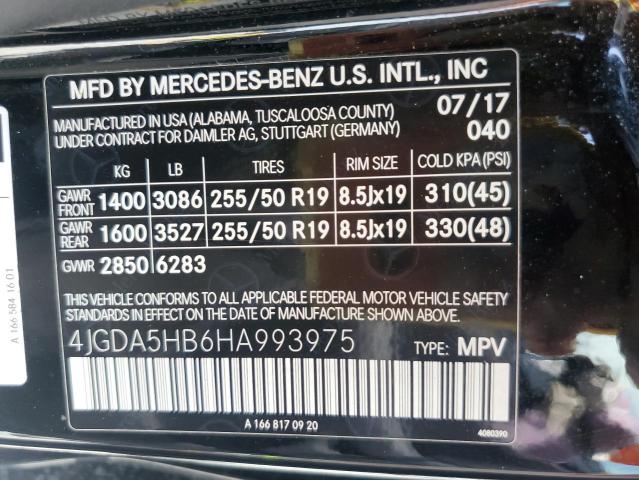 MFD BY MERCEDES-BENZ U.S. INTL., INC
MANUFACTURED IN USA (ALABAMA, TUSCALOOSA COUNTY) 07/17
UNDER CONTRACT FOR DAIMLER AG, STUTTGART (GERMANY) 040
KG LB TIRES RIM SIZE COLD KPA (PSI)
GAWR FRONT 1400 3086 255/50 R19 8.5Jx19 310(45)
GAWR REAR 1600 3527 255/50 R19 8.5Jx19 330(48)
GVWR 2850 6283
THIS VEHICLE CONFORMS TO ALL APPLICABLE FEDERAL MOTOR VEHICLE SAFETY
STANDARDS IN EFFECT ON THE DATE OF MANUFACTURE SHOWN ABOVE.
4JGDA5HB6HA993975 TYPE: MPV
A 166 817 09 20
4080390
A 166 584 16 01